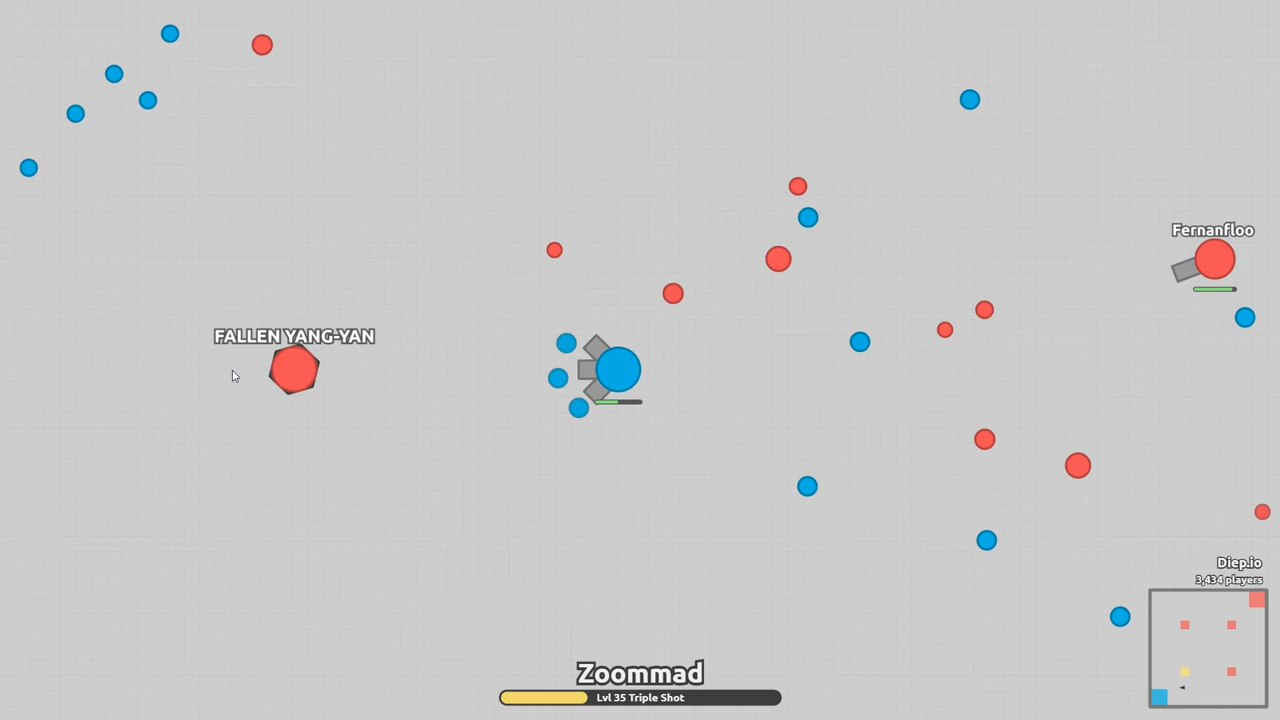 Fernanfloo
FALLEN YANG-YAN
Diep.io
3,434 players
Zoommad
Lvl 35 Triple Shot